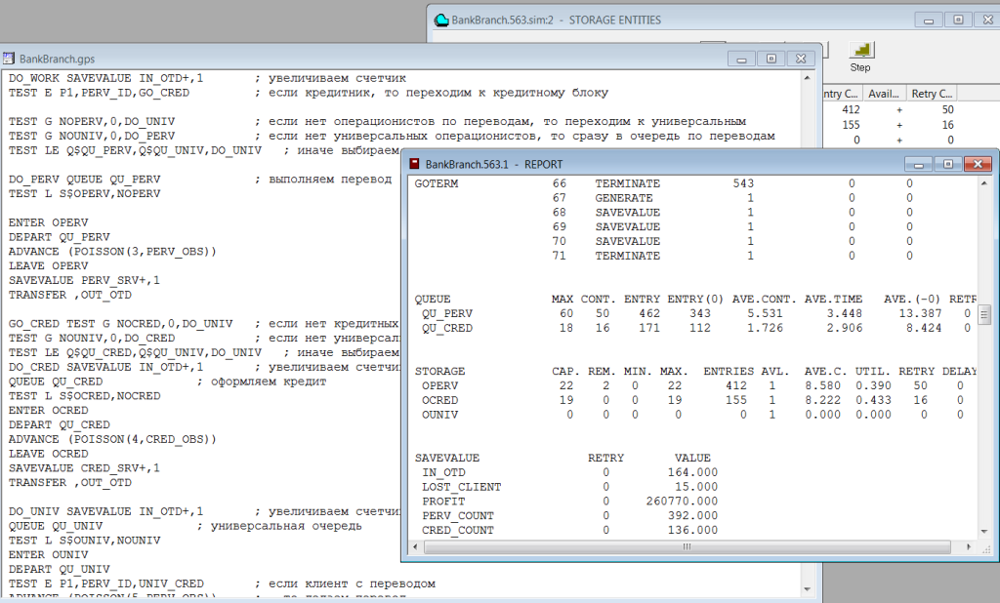 BankBranch.563.sim:2 - STORAGE ENTITIES
Step
ntry C... Avail... Retry C...
412 + 50
155 + 16
0 + 0
BankBranch.gps
DO_WORK SAVEVALUE IN_OTD+,1 ; увеличиваем счетчик
TEST E P1,PERV_ID,GO_CRED ; если кредитник, то переходим к кредитному блоку
TEST G NOPERV,0,DO_UNIV ; если нет операционистов по переводам, то переходим к универсальным
TEST G NOUNIV,0,DO_PERV ; если нет универсальных операционистов, то сразу в очередь по переводам
TEST LE Q$QU_PERV,Q$QU_UNIV,DO_UNIV ; иначе выбираем
DO_PERV QUEUE QU_PERV ; выполняем перевод
TEST L S$OPERV,NOPERV
ENTER OPERV
DEPART QU_PERV
ADVANCE (POISSON(3,PERV_OBS))
LEAVE OPERV
SAVEVALUE PERV_SRV+,1
TRANSFER ,OUT_OTD
GO_CRED TEST G NOCRED,0,DO_UNIV ; если нет кредитных
TEST G NOUNIV,0,DO_CRED ; если нет универсал
TEST LE Q$QU_CRED,Q$QU_UNIV,DO_UNIV ; иначе выбираем
DO_CRED SAVEVALUE IN_OTD+,1 ; увеличиваем счетчи
QUEUE QU_CRED ; оформляем кредит
TEST L S$OCRED,NOCRED
ENTER OCRED
DEPART QU_CRED
ADVANCE (POISSON(4,CRED_OBS))
LEAVE OCRED
SAVEVALUE CRED_SRV+,1
TRANSFER ,OUT_OTD
DO_UNIV SAVEVALUE IN_OTD+,1 ; увеличиваем счетчи
QUEUE QU_UNIV ; универсальная очередь
TEST L S$OUNIV,NOUNIV
ENTER OUNIV
DEPART QU_UNIV
TEST E P1,PERV_ID,UNIV_CRED ; если клиент с переводом
BankBranch.563.1 - REPORT
GOTERM 66 TERMINATE 543 0 0
67 GENERATE 1 0 0
68 SAVEVALUE 1 0 0
69 SAVEVALUE 1 0 0
70 SAVEVALUE 1 0 0
71 TERMINATE 1 0 0
QUEUE MAX CONT. ENTRY ENTRY(0) AVE.CONT. AVE.TIME AVE.(-0) RETR
QU_PERV 60 50 462 343 5.531 3.448 13.387 0
QU_CRED 18 16 171 112 1.726 2.906 8.424 0
STORAGE CAP. REM. MIN. MAX. ENTRIES AVL. AVE.C. UTIL. RETRY DELAY
OPERV 22 2 0 22 412 1 8.580 0.390 50 0
OCRED 19 0 0 19 155 1 8.222 0.433 16 0
OUNIV 0 0 0 0 0 1 0.000 0.000 0 0
SAVEVALUE RETRY VALUE
IN_OTD 0 164.000
LOST_CLIENT 0 15.000
PROFIT 0 260770.000
PERV_COUNT 0 392.000
CRED_COUNT 0 136.000